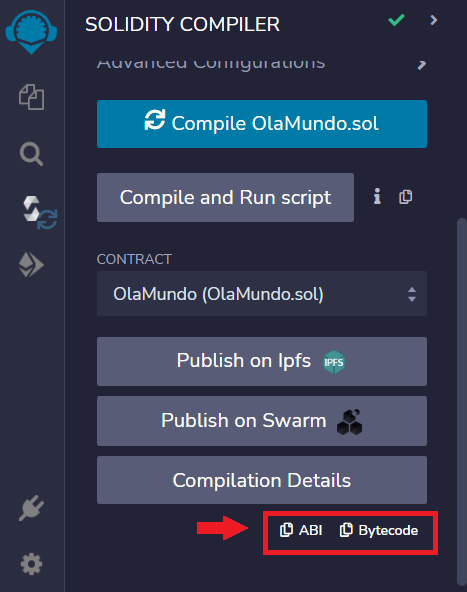 SOLIDITY COMPILER
Advanced Configurations
Compile OlaMundo.sol
Compile and Run script
CONTRACT
OlaMundo (OlaMundo.sol)
Publish on Ipfs IPFS
Publish on Swarm
Compilation Details
ABI Bytecode